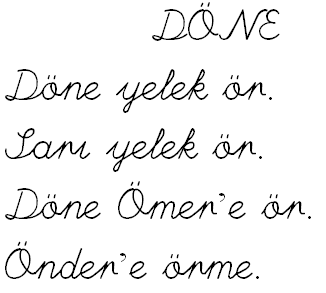 DÖNE
Döne yelek ör.
Sarı yelek ör.
Döne Ömer'e ör.
Önder'e örme.